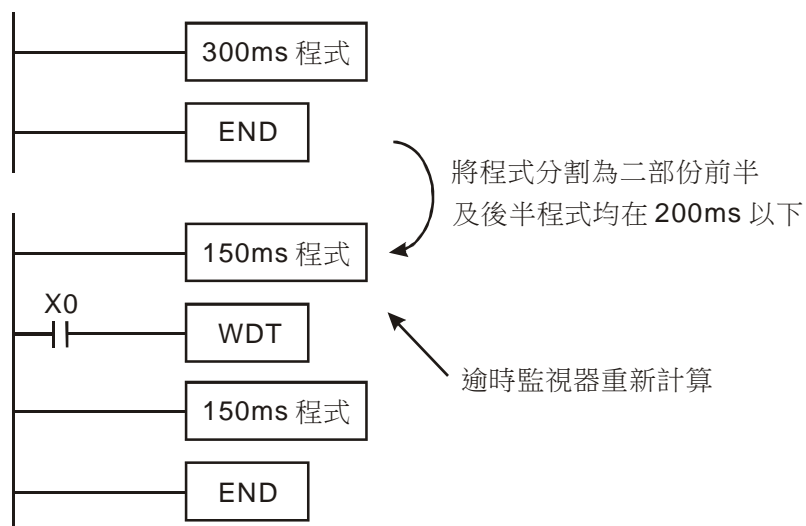 300ms 程式
END
將程式分割為二部份前半
及後半程式均在 200ms 以下
150ms 程式
X0
WDT
逾時監視器重新計算
150ms 程式
END